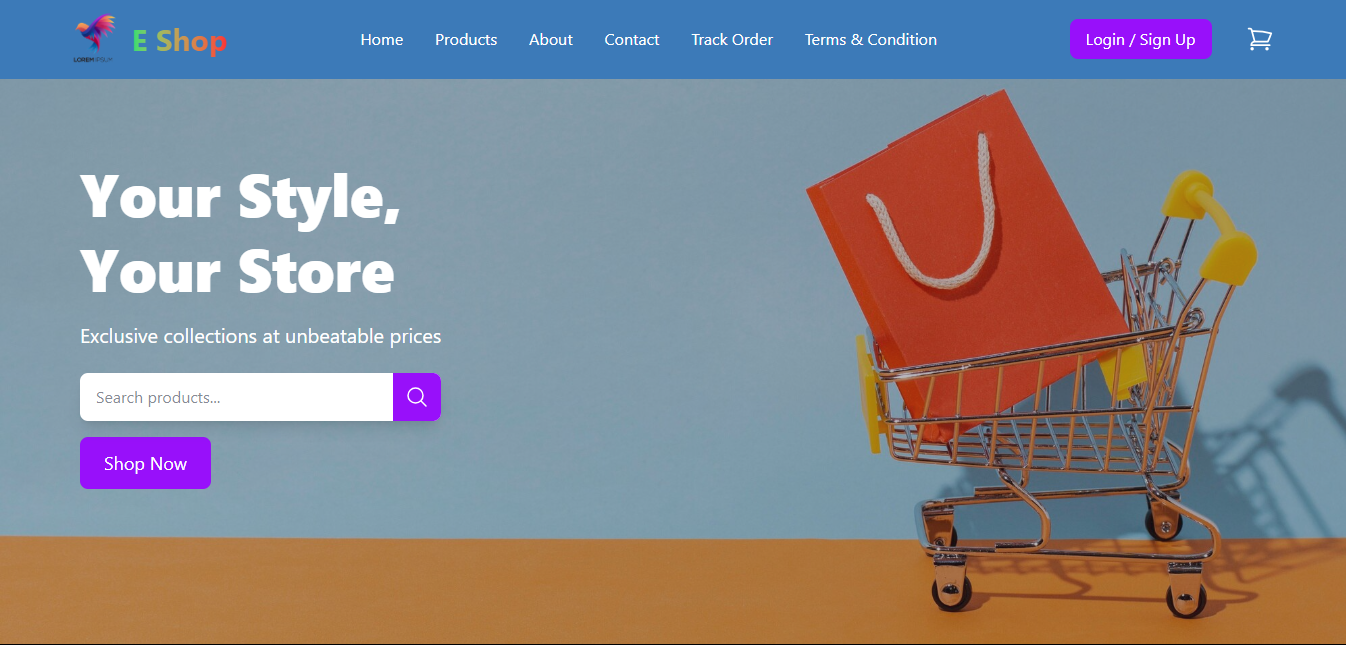 LOREM IPSUM
E Shop
Home
Products
About
Contact
Track Order
Terms & Condition
Login / Sign Up
Your Style,
Your Store
Exclusive collections at unbeatable prices
Search products...
Shop Now